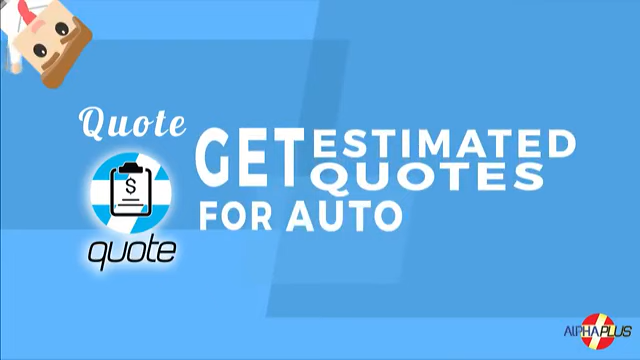 Quote
GET ESTIMATED
QUOTES
FOR AUTO
$
quote
ALPHAPLUS